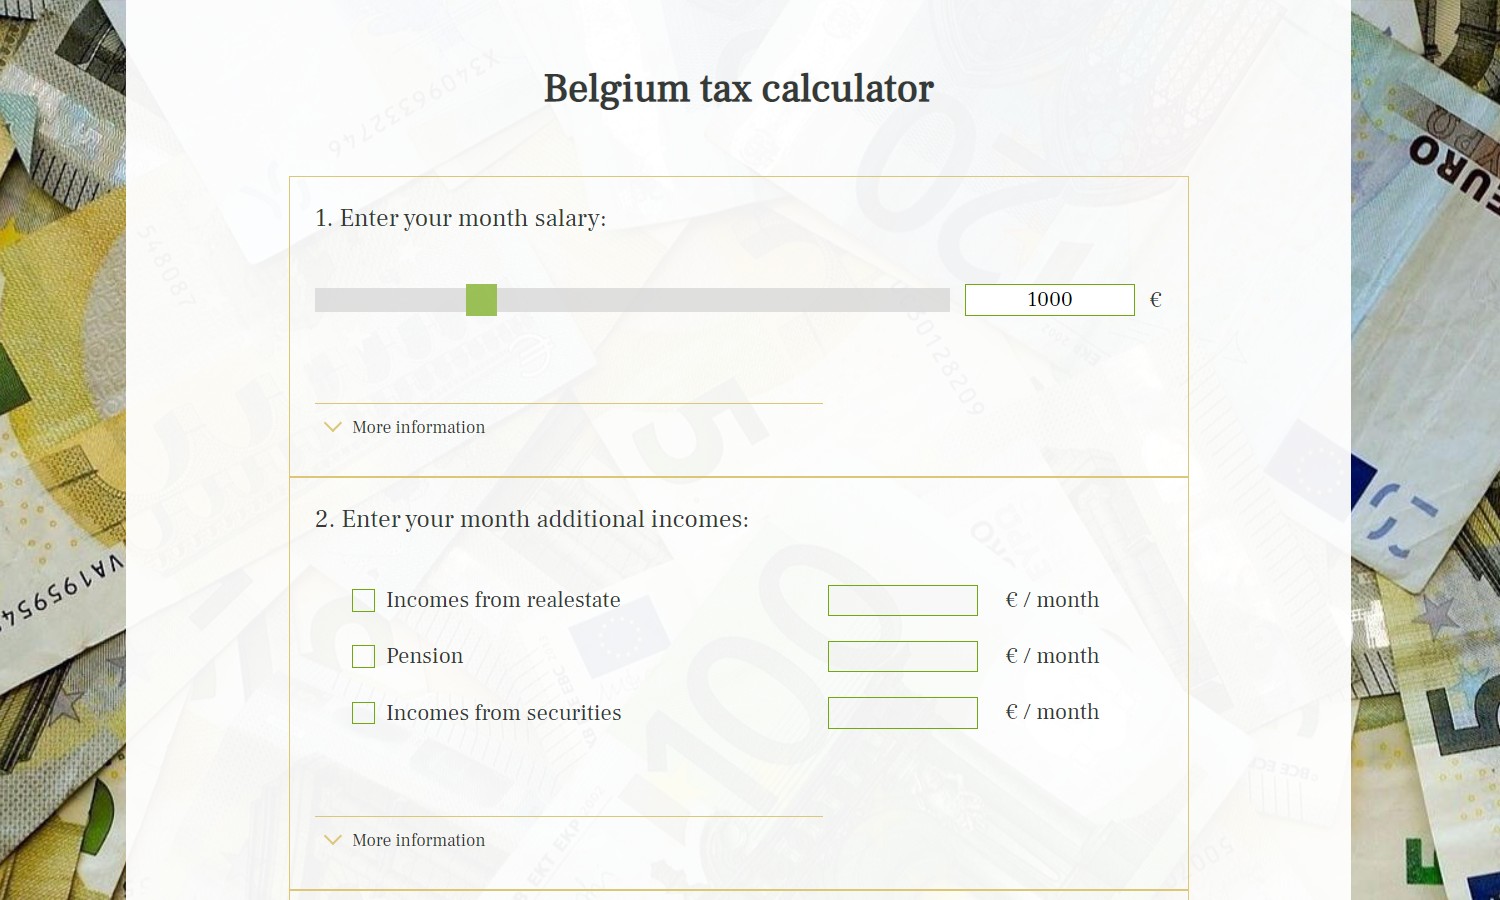 Belgium tax calculator
1. Enter your month salary:
1000 €
More information
2. Enter your month additional incomes:
Incomes from realestate € / month
Pension € / month
Incomes from securities € / month
More information
EURO